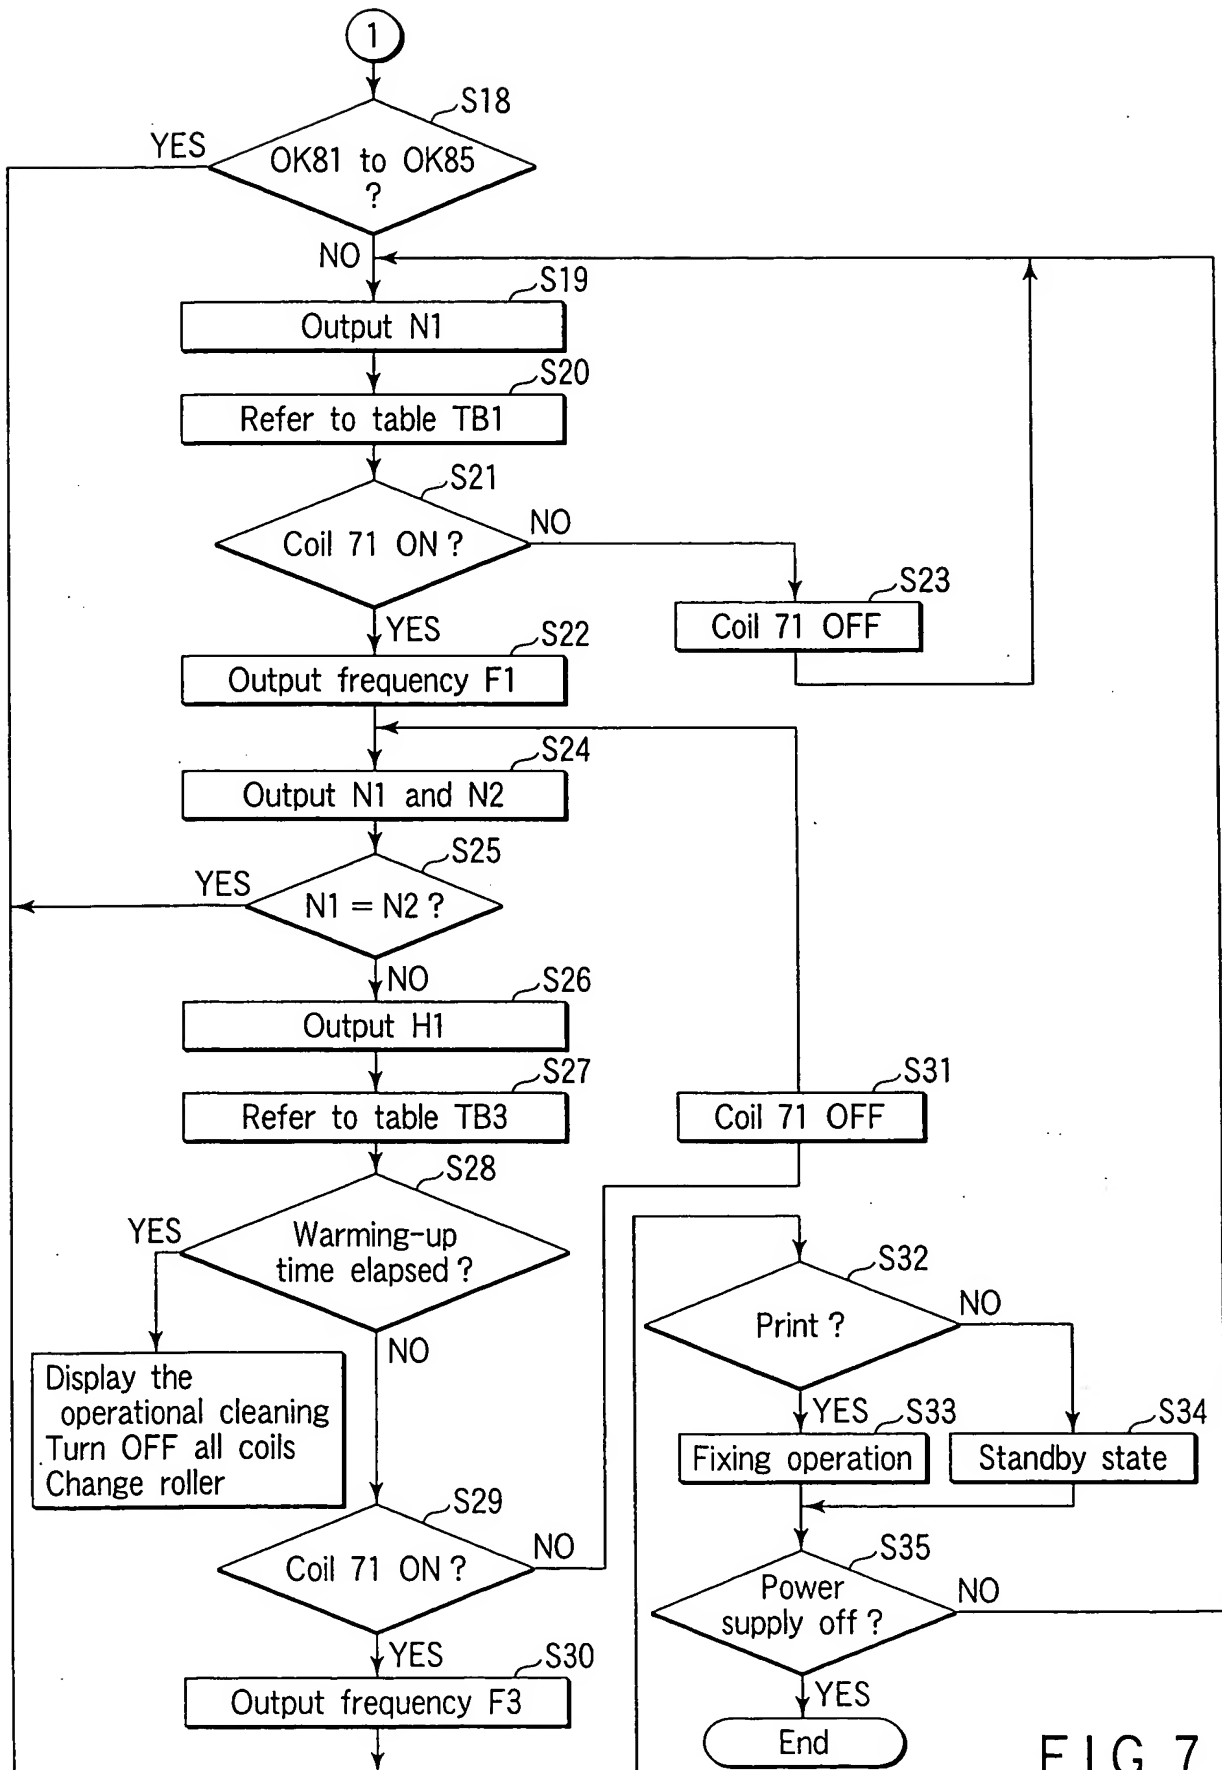 1
S18
YES
OK81 to OK85
?
NO
S19
Output N1
S20
Refer to table TB1
S21
Coil 71 ON ?
NO
S23
Coil 71 OFF
YES
S22
Output frequency F1
S24
Output N1 and N2
S25
YES
N1 = N2 ?
NO
S26
Output H1
S27
Refer to table TB3
S31
Coil 71 OFF
S28
YES
Warming-up
time elapsed ?
NO
Display the
operational cleaning
Turn OFF all coils
Change roller
S29
Coil 71 ON ?
NO
YES
S30
Output frequency F3
S32
Print ?
NO
YES
S33
Fixing operation
S34
Standby state
S35
Power
supply off ?
NO
YES
End
FIG. 7